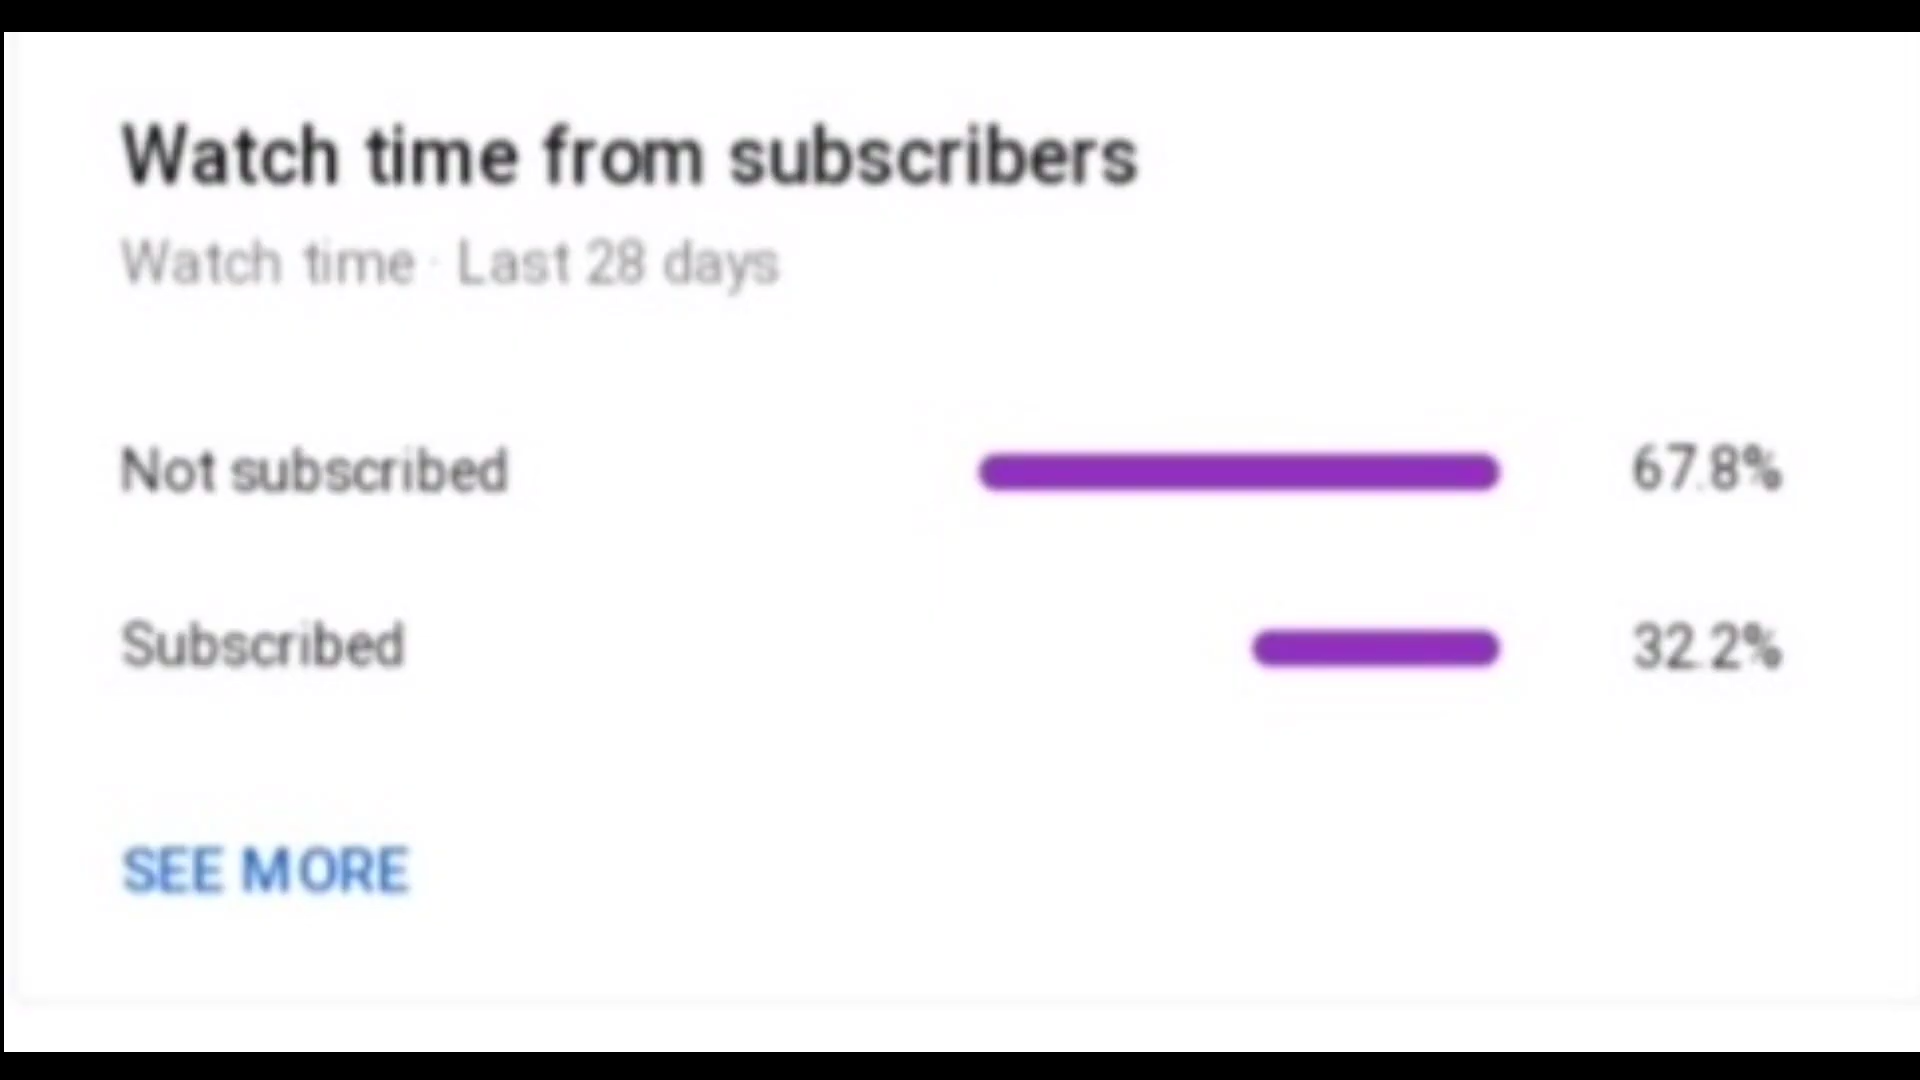 Watch time from subscribers
Watch time · Last 28 days
Not subscribed 67.8%
Subscribed 32.2%
SEE MORE